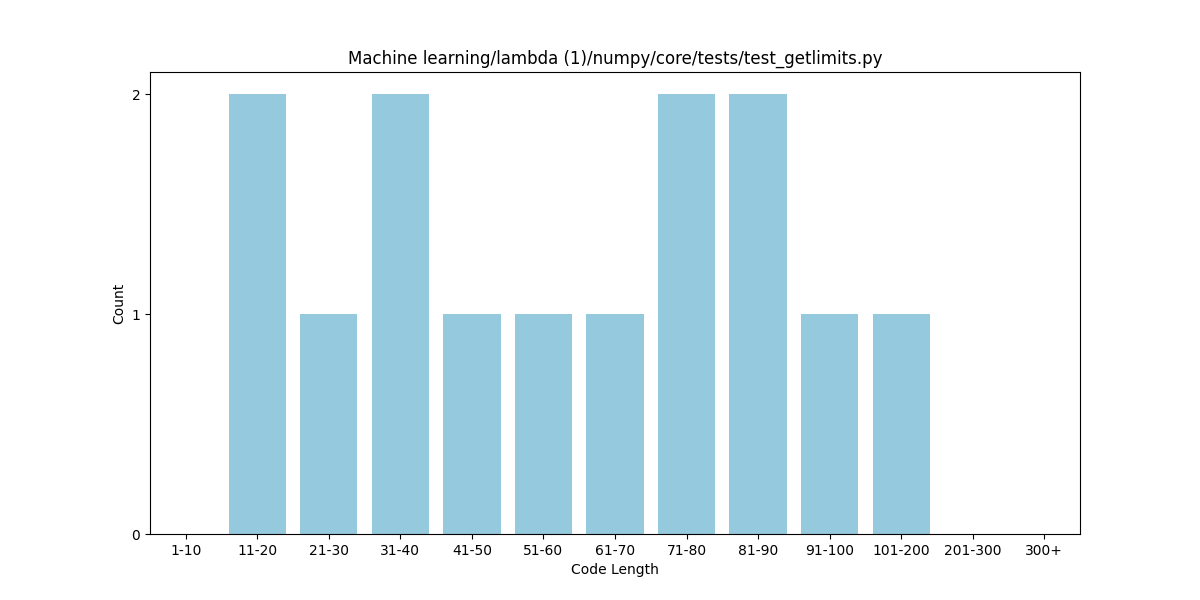 Machine learning/lambda (1)/numpy/core/tests/test_getlimits.py
2
1
0
Count
1-10 11-20 21-30 31-40 41-50 51-60 61-70 71-80 81-90 91-100 101-200 201-300 300+
Code Length